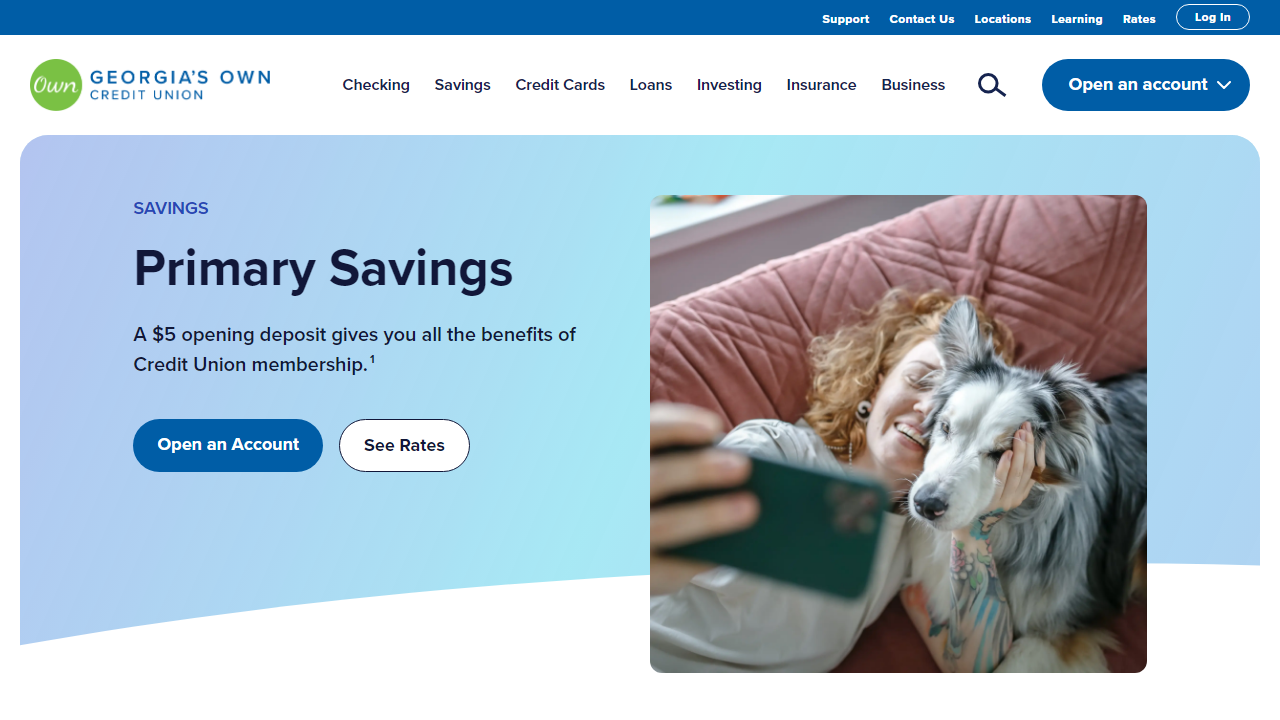 Support Contact Us Locations Learning Rates Log In
Own GEORGIA'S OWN
CREDIT UNION
Checking Savings Credit Cards Loans Investing Insurance Business Open an account
SAVINGS
Primary Savings
A $5 opening deposit gives you all the benefits of
Credit Union membership.¹
Open an Account See Rates